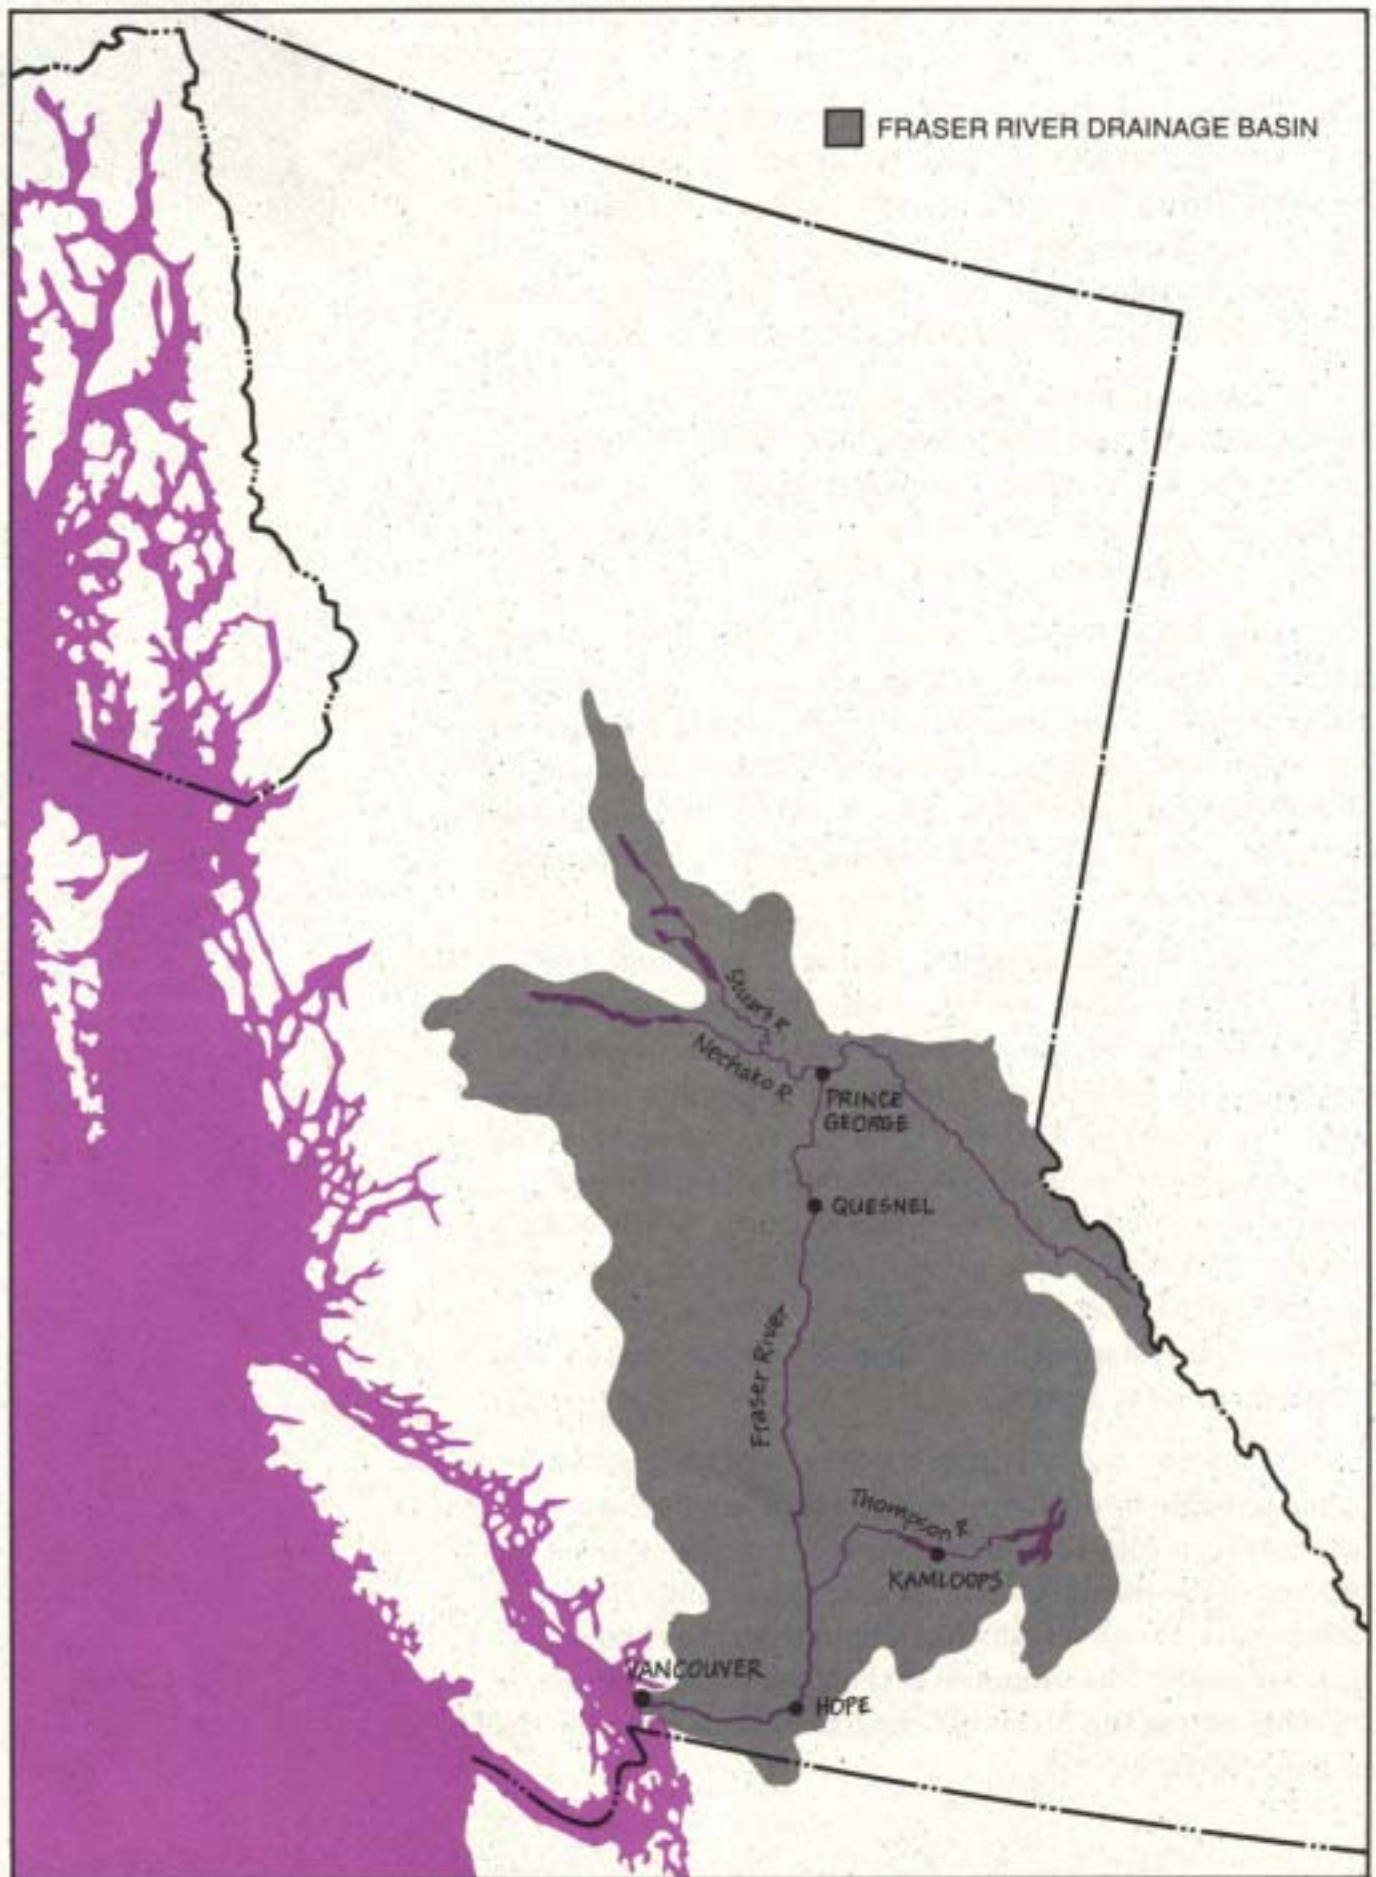 FRASER RIVER DRAINAGE BASIN
Stuart R.
Nechako R.
PRINCE
GEORGE
QUESNEL
Fraser River
Thompson R.
KAMLOOPS
VANCOUVER
HOPE